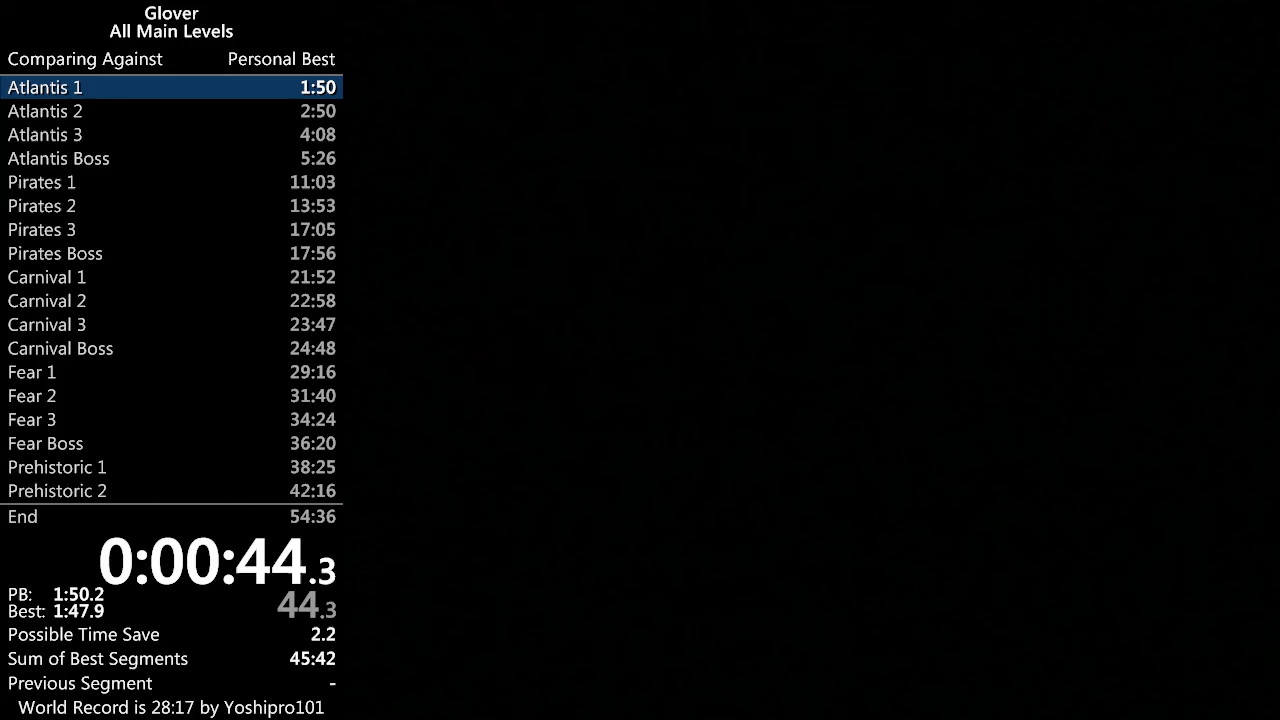 Glover
All Main Levels
Comparing Against Personal Best
Atlantis 1 1:50
Atlantis 2 2:50
Atlantis 3 4:08
Atlantis Boss 5:26
Pirates 1 11:03
Pirates 2 13:53
Pirates 3 17:05
Pirates Boss 17:56
Carnival 1 21:52
Carnival 2 22:58
Carnival 3 23:47
Carnival Boss 24:48
Fear 1 29:16
Fear 2 31:40
Fear 3 34:24
Fear Boss 36:20
Prehistoric 1 38:25
Prehistoric 2 42:16
End 54:36
0:00:44.3
PB: 1:50.2
Best: 1:47.9 44.3
Possible Time Save 2.2
Sum of Best Segments 45:42
Previous Segment -
World Record is 28:17 by Yoshipro101